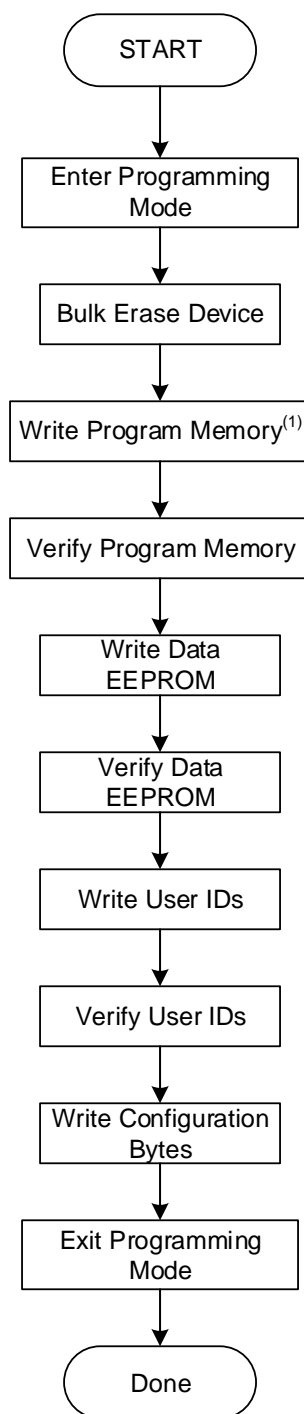 START
Enter Programming
Mode
Bulk Erase Device
Write Program Memory(1)
Verify Program Memory
Write Data
EEPROM
Verify Data
EEPROM
Write User IDs
Verify User IDs
Write Configuration
Bytes
Exit Programming
Mode
Done